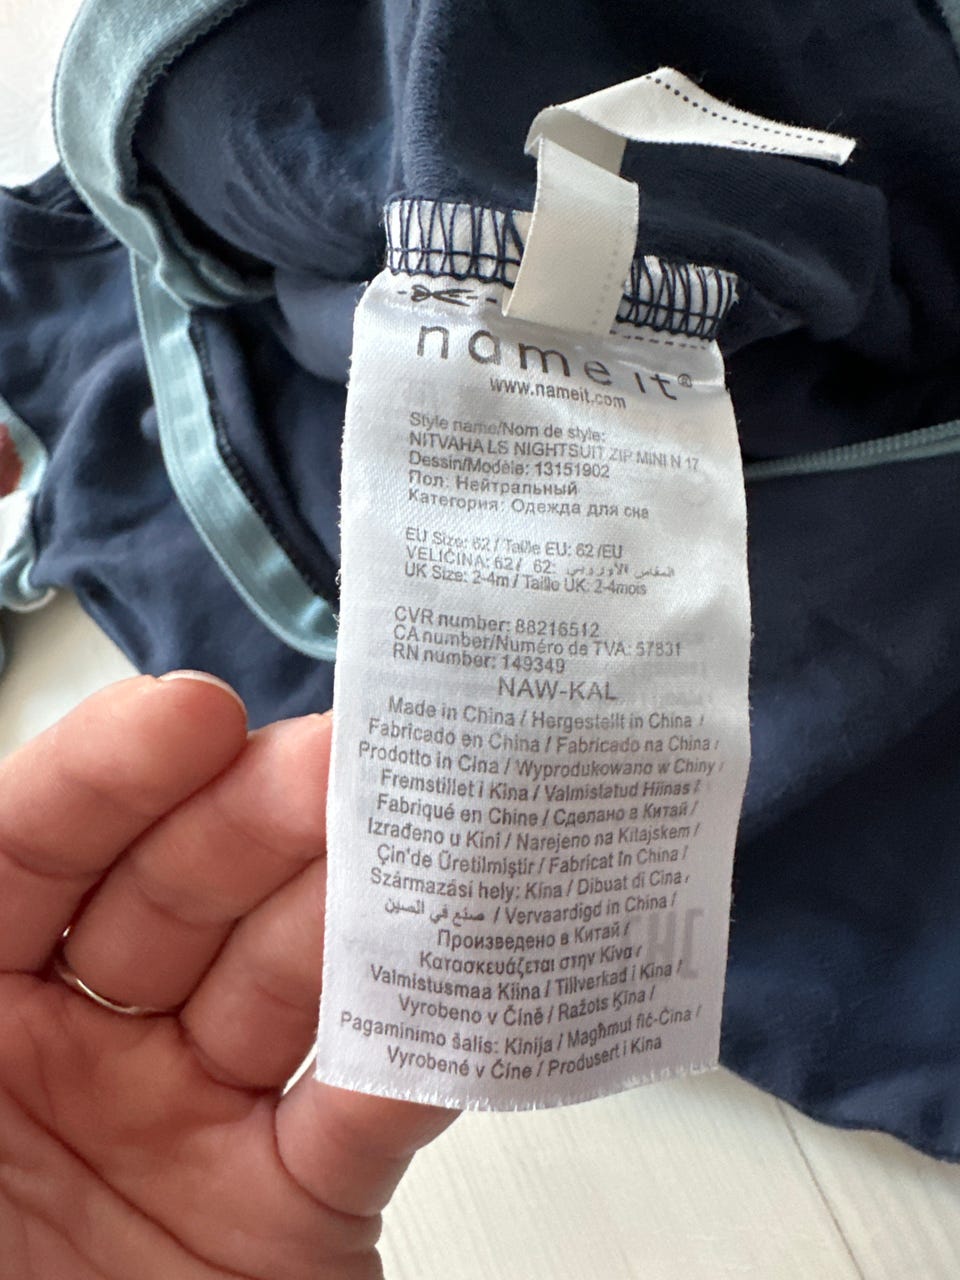 name it®
www.nameit.com
Style name/Nom de style:
NITVAHA LS NIGHTSUIT ZIP MINI N 17
Dessin/Modèle: 13151902
Пол: Нейтральный
Категория: Одежда для сна
EU Size: 62 / Taille EU: 62 /EU
VELIČINA: 62 / 62: المقاس الأوروبي
UK Size: 2-4m / Taille UK: 2-4mois
CVR number: 88216512
CA number/Numéro de TVA: 57831
RN number: 149349
NAW-KAL
Made in China / Hergestellt in China /
Fabricado en China / Fabricado na China /
Prodotto in Cina / Wyprodukowano w Chiny /
Fremstillet i Kina / Valmistatud Hiinas /
Fabriqué en Chine / Сделано в Китай /
Izrađeno u Kini / Narejeno na Kitajskem /
Çin'de Üretilmiştir / Fabricat în China /
Származási hely: Kína / Dibuat di Cina /
صنع في الصين / Vervaardigd in China /
Произведено в Китай /
Κατασκευάζεται στην Κίνα /
Valmistusmaa Kiina / Tillverkad i Kina /
Vyrobeno v Číně / Ražots Ķīna /
Pagaminimo šalis: Kinija / Magħmul fiċ-Ċina /
Vyrobené v Číne / Produsert i Kina